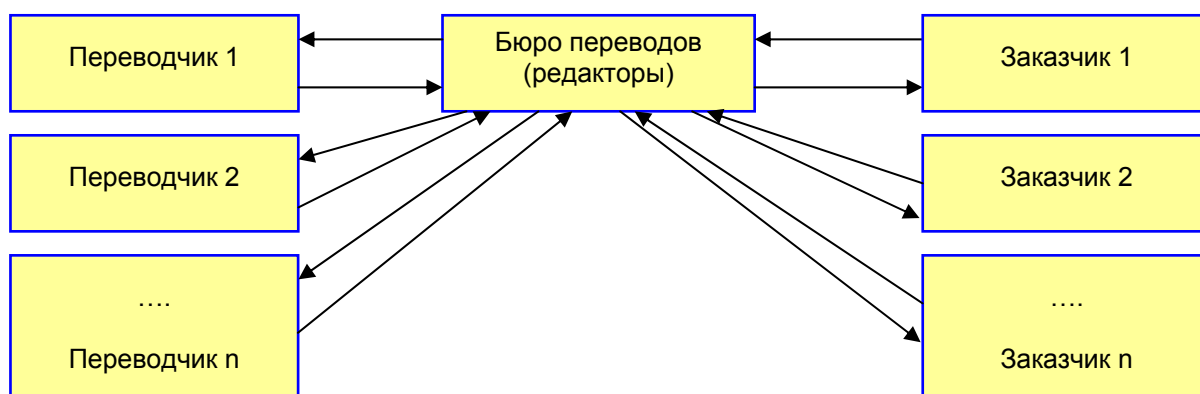 Переводчик 1
Бюро переводов
(редакторы)
Заказчик 1
Переводчик 2
Заказчик 2
….
Переводчик n
….
Заказчик n